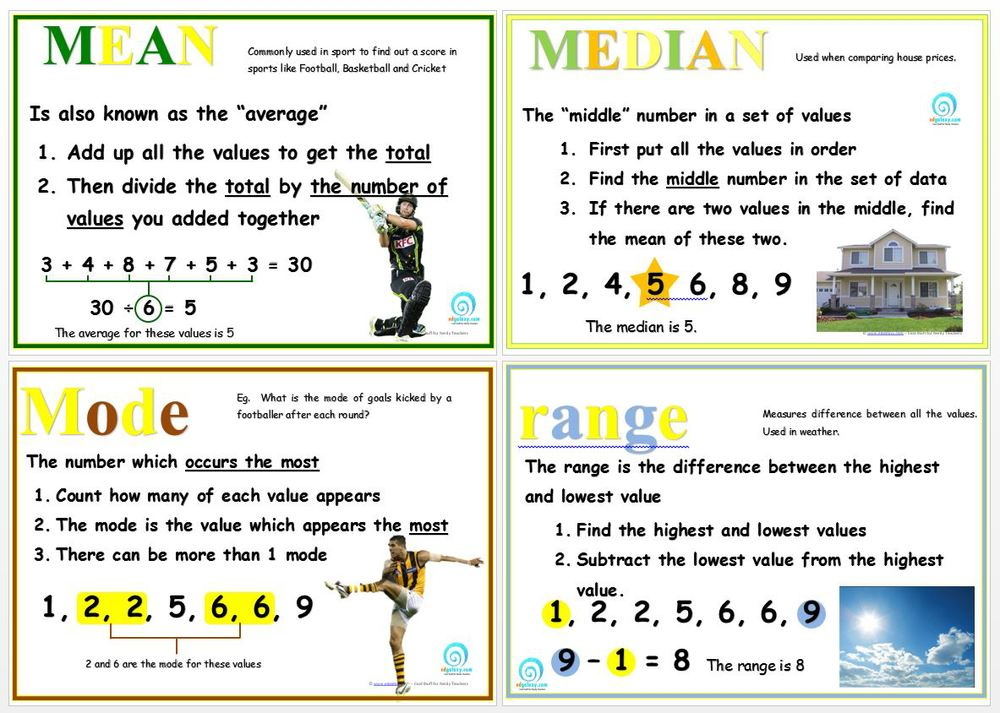 MEAN
Commonly used in sport to find out a score in
sports like Football, Basketball and Cricket
Is also known as the “average”
1. Add up all the values to get the total
2. Then divide the total by the number of
values you added together
3 + 4 + 8 + 7 + 5 + 3 = 30
30 ÷ 6 = 5
The average for these values is 5
KFC
edgalaxy.com
MEDIAN
Used when comparing house prices.
edgalaxy.com
The “middle” number in a set of values
1. First put all the values in order
2. Find the middle number in the set of data
3. If there are two values in the middle, find
the mean of these two.
1, 2, 4, 5 6, 8, 9
The median is 5.
Mode
Eg. What is the mode of goals kicked by a
footballer after each round?
The number which occurs the most
1. Count how many of each value appears
2. The mode is the value which appears the most
3. There can be more than 1 mode
1, 2, 2, 5, 6, 6, 9
2 and 6 are the mode for these values
edgalaxy.com
range
Measures difference between all the values.
Used in weather.
The range is the difference between the highest
and lowest value
1. Find the highest and lowest values
2. Subtract the lowest value from the highest
value.
1, 2, 2, 5, 6, 6, 9
9 - 1 = 8 The range is 8
edgalaxy.com